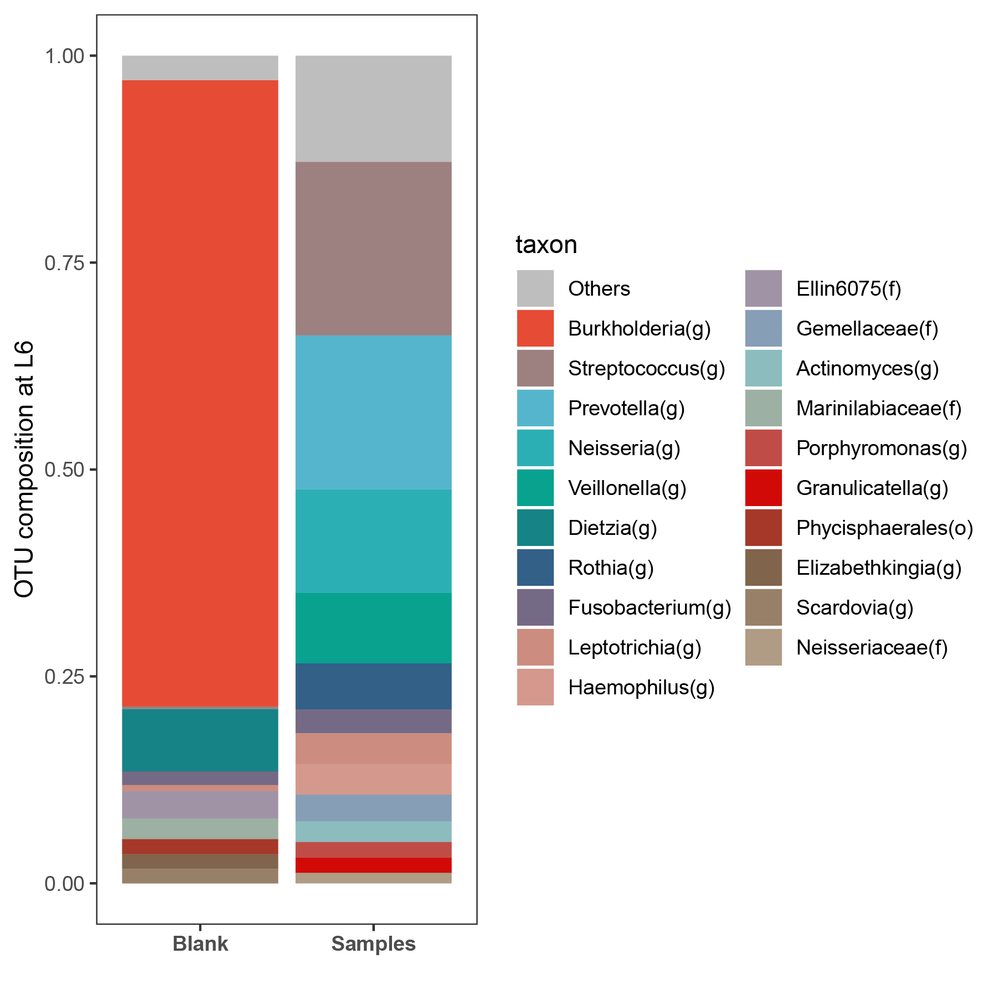 OTU composition at L6
1.00
0.75
0.50
0.25
0.00
Blank
Samples
taxon
Others
Burkholderia(g)
Streptococcus(g)
Prevotella(g)
Neisseria(g)
Veillonella(g)
Dietzia(g)
Rothia(g)
Fusobacterium(g)
Leptotrichia(g)
Haemophilus(g)
Ellin6075(f)
Gemellaceae(f)
Actinomyces(g)
Marinilabiaceae(f)
Porphyromonas(g)
Granulicatella(g)
Phycisphaerales(o)
Elizabethkingia(g)
Scardovia(g)
Neisseriaceae(f)